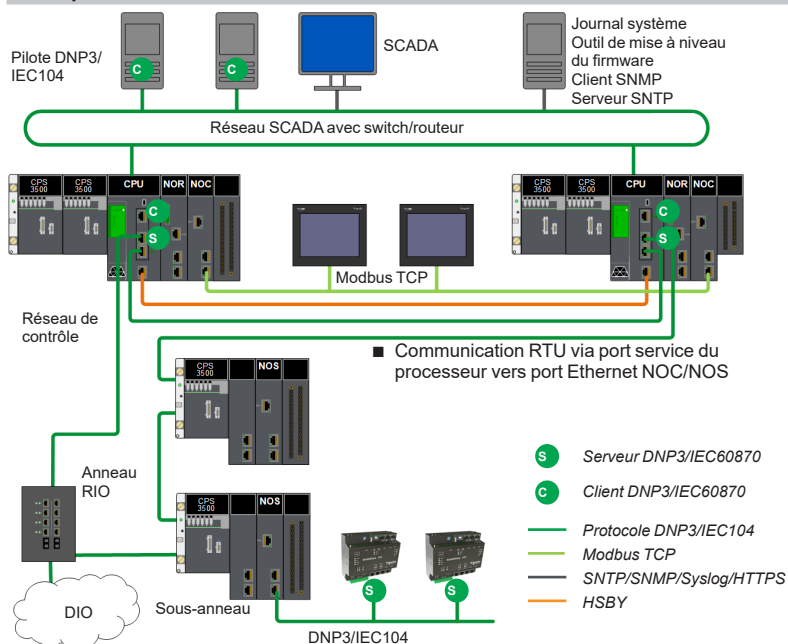 Pilote DNP3/
IEC104
C
C
SCADA
Journal système
Outil de mise à niveau
du firmware
Client SNMP
Serveur SNTP
Réseau SCADA avec switch/routeur
CPS
3500
CPS
3500
CPU
NOR
NOC
C
S
CPS
3500
CPS
3500
CPU
NOR
NOC
C
S
Modbus TCP
Réseau de
contrôle
■ Communication RTU via port service du
processeur vers port Ethernet NOC/NOS
CPS
3500
NOS
Anneau
RIO
CPS
3500
NOS
S
S
DIO
Sous-anneau
DNP3/IEC104
S Serveur DNP3/IEC60870
C Client DNP3/IEC60870
Protocole DNP3/IEC104
Modbus TCP
SNTP/SNMP/Syslog/HTTPS
HSBY